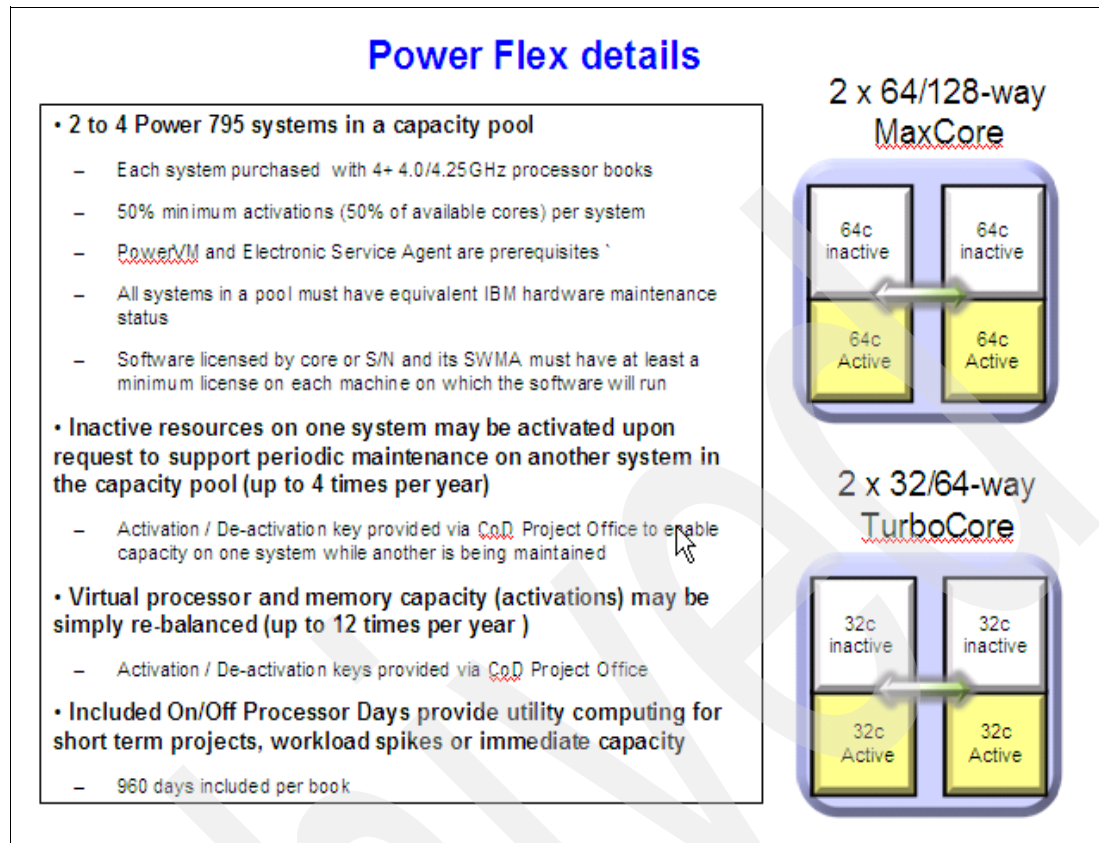 Power Flex details
• 2 to 4 Power 795 systems in a capacity pool
– Each system purchased with 4+ 4.0/4.25GHz processor books
– 50% minimum activations (50% of available cores) per system
– PowerVM and Electronic Service Agent are prerequisites `
– All systems in a pool must have equivalent IBM hardware maintenance
status
– Software licensed by core or S/N and its SWMA must have at least a
minimum license on each machine on which the software will run
• Inactive resources on one system may be activated upon
request to support periodic maintenance on another system in
the capacity pool (up to 4 times per year)
– Activation / De-activation key provided via CoD Project Office to enable
capacity on one system while another is being maintained
• Virtual processor and memory capacity (activations) may be
simply re-balanced (up to 12 times per year )
– Activation / De-activation keys provided via CoD Project Office
• Included On/Off Processor Days provide utility computing for
short term projects, workload spikes or immediate capacity
– 960 days included per book
2 x 64/128-way
MaxCore
64c
inactive
64c
inactive
64c
Active
64c
Active
2 x 32/64-way
TurboCore
32c
inactive
32c
inactive
32c
Active
32c
Active